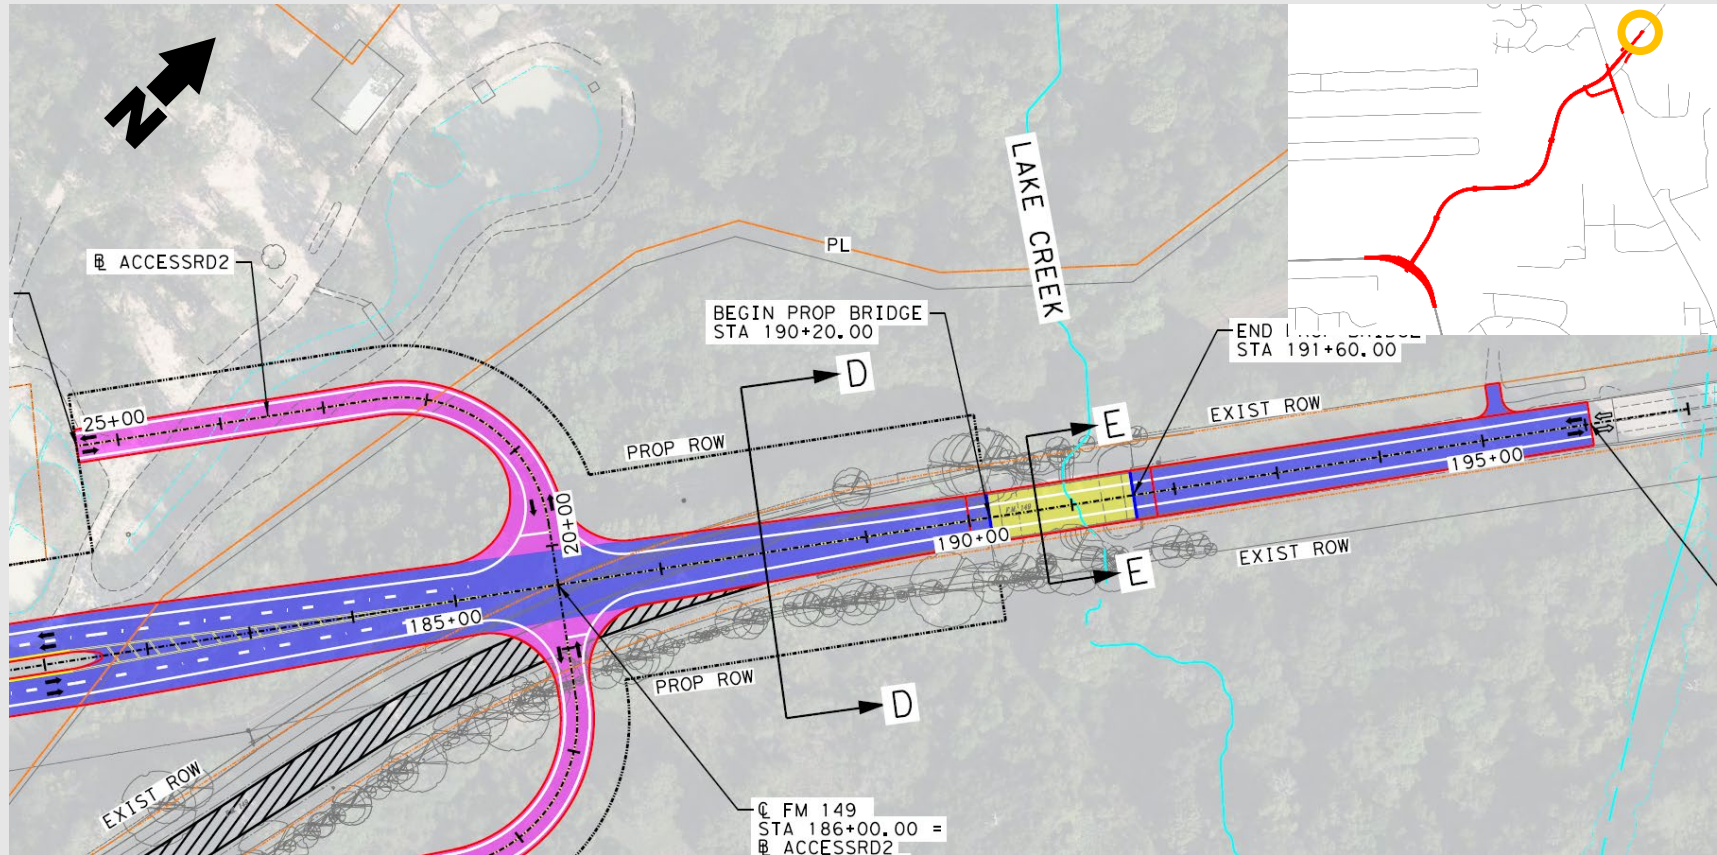 N
LAKE CREEK
PL
℄ ACCESSRD2
BEGIN PROP BRIDGE
STA 190+20.00
END
STA 191+60.00
D
E
EXIST ROW
25+00
PROP ROW
195+00
20+00
190+00
EXIST ROW
E
185+00
PROP ROW
D
EXIST ROW
℄ FM 149
STA 186+00.00 =
ACCESSRD2